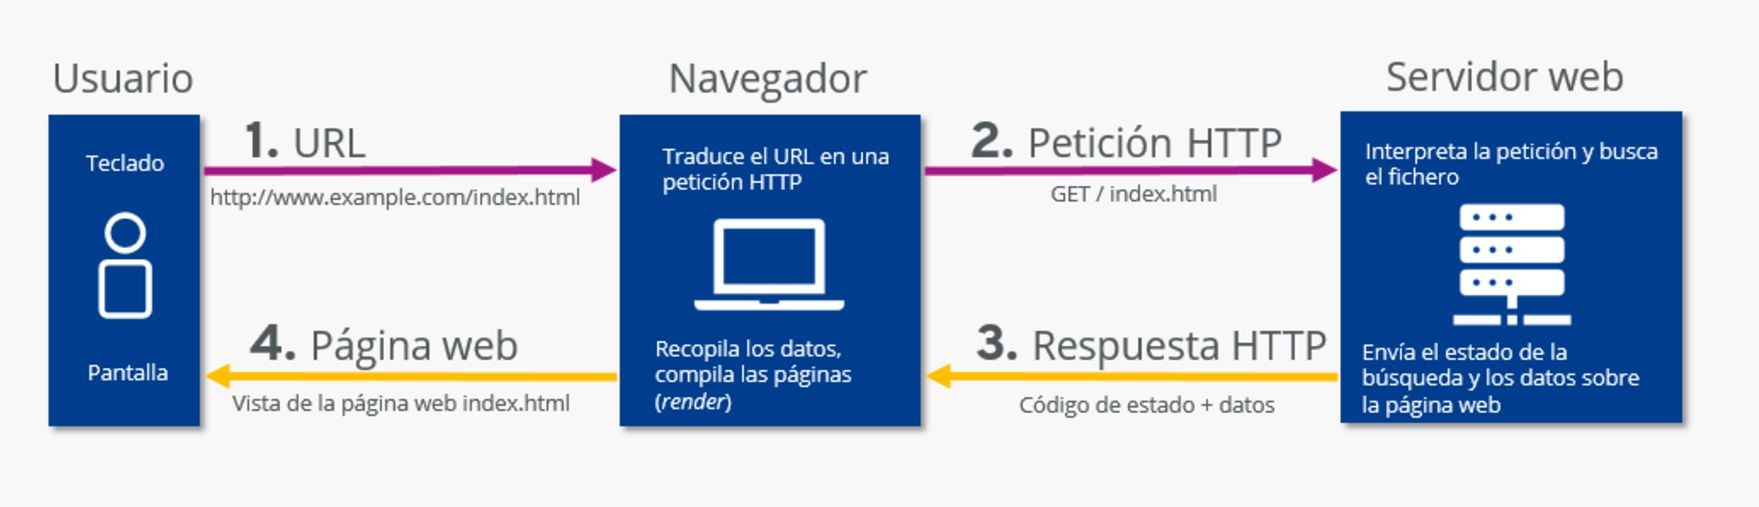 Usuario
Navegador
Servidor web
Teclado
1. URL
http://www.example.com/index.html
Traduce el URL en una
petición HTTP
2. Petición HTTP
GET / index.html
Interpreta la petición y busca
el fichero
Pantalla
4. Página web
Vista de la página web index.html
Recopila los datos,
compila las páginas
(render)
3. Respuesta HTTP
Código de estado + datos
Envía el estado de la
búsqueda y los datos sobre
la página web